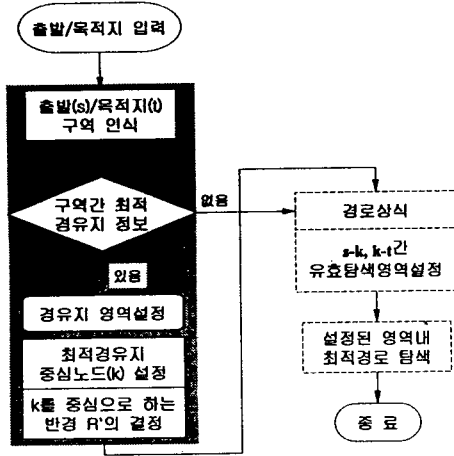 출발/목적지 입력
출발(s)/목적지(t)
구역 인식
구역간 최적
경유지 정보
없음
있음
경유지 영역설정
최적경유지
중심노드(k) 설정
k를 중심으로 하는
반경 R'의 결정
경로상식
s-k, k-t간
유효탐색영역설정
설정된 영역내
최적경로 탐색
종 료